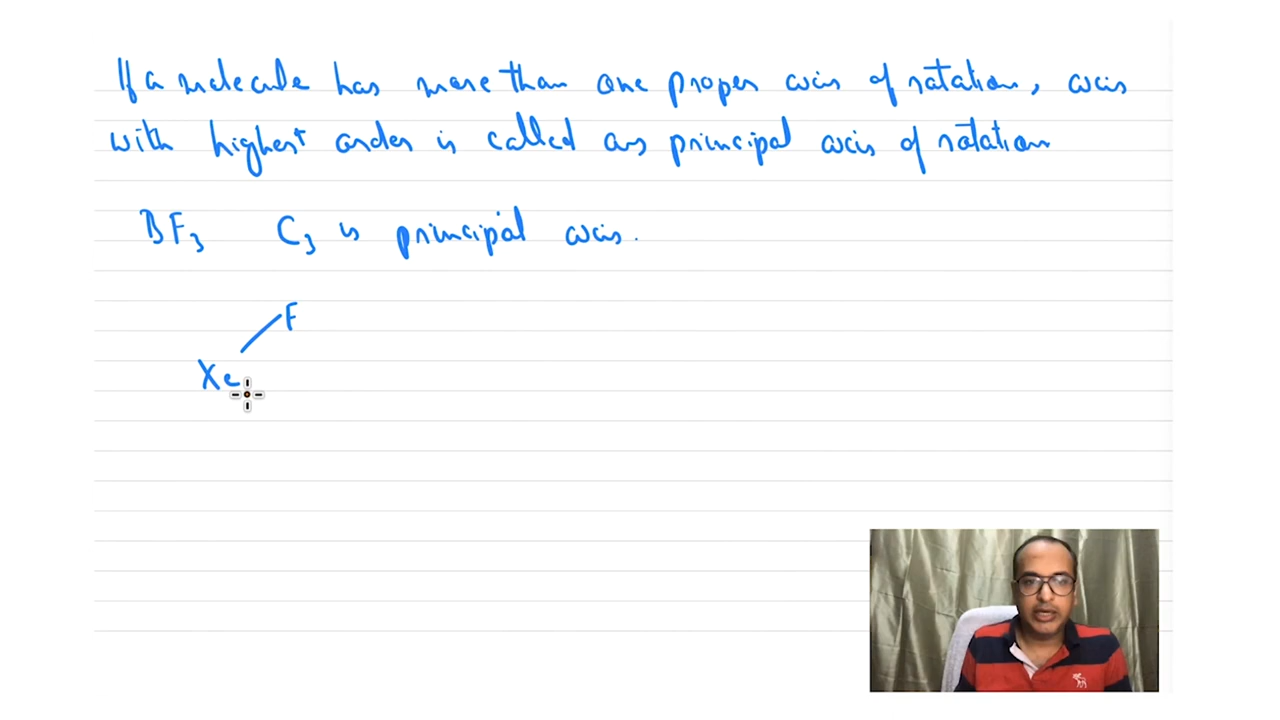 If a molecule has more than one proper axis of rotation, axis
with highest order is called as principal axis of rotation
BF3 C3 is principal axis.
F
Xe